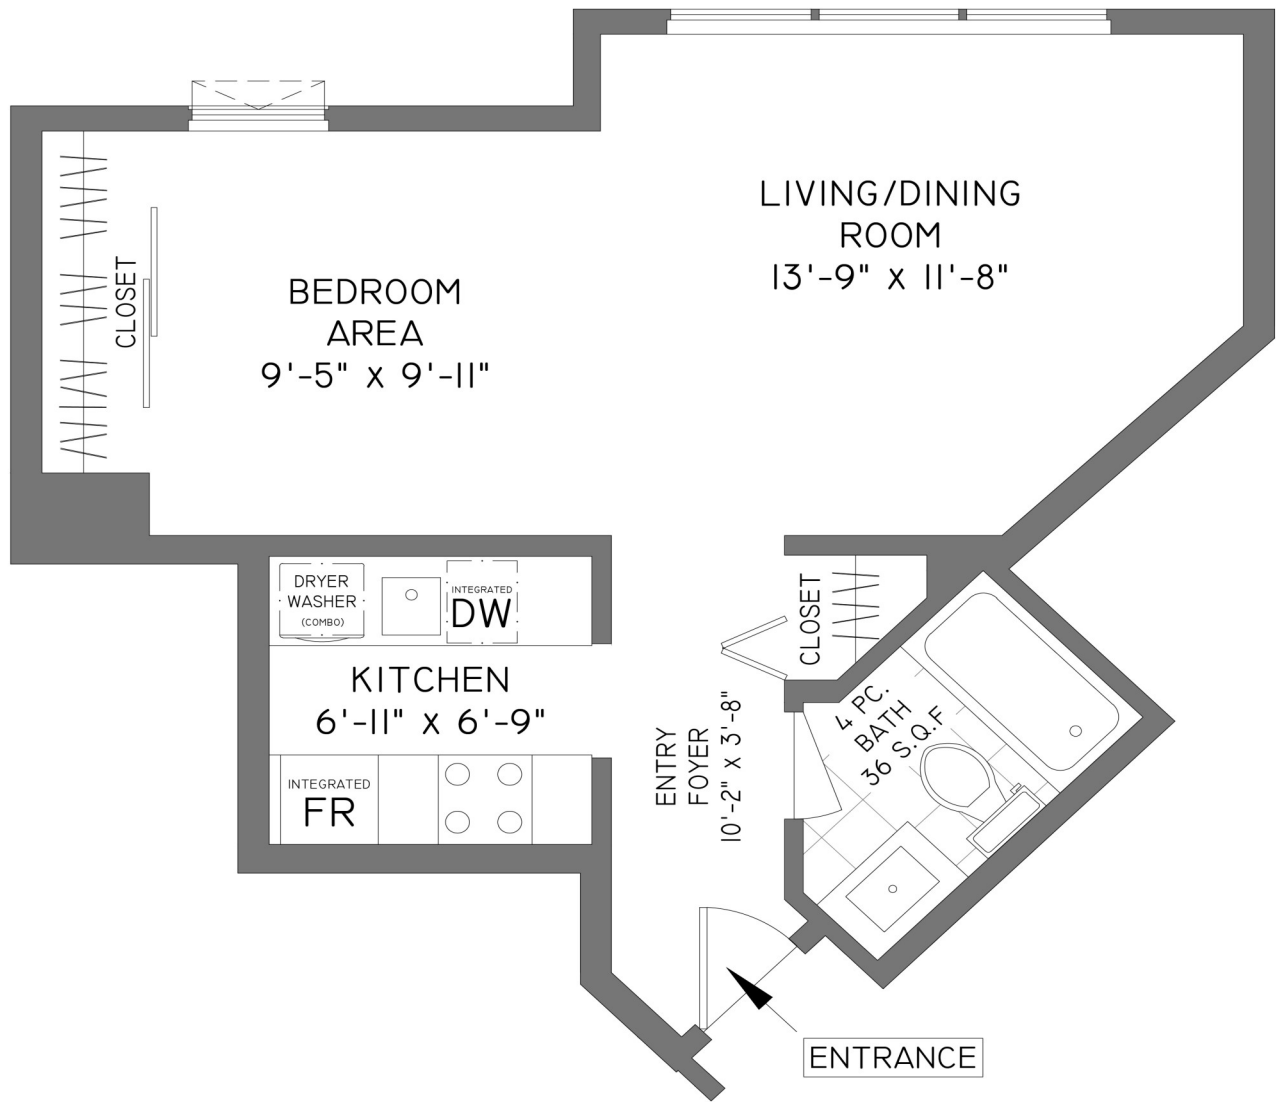 LIVING/DINING
ROOM
13'-9" X 11'-8"
CLOSET
BEDROOM
AREA
9'-5" X 9'-11"
DRYER
WASHER
(COMBO)
INTEGRATED
DW
KITCHEN
6'-11" X 6'-9"
INTEGRATED
FR
CLOSET
ENTRY
FOYER
10'-2" X 3'-8"
4 PC.
BATH
36 S.Q.F
ENTRANCE